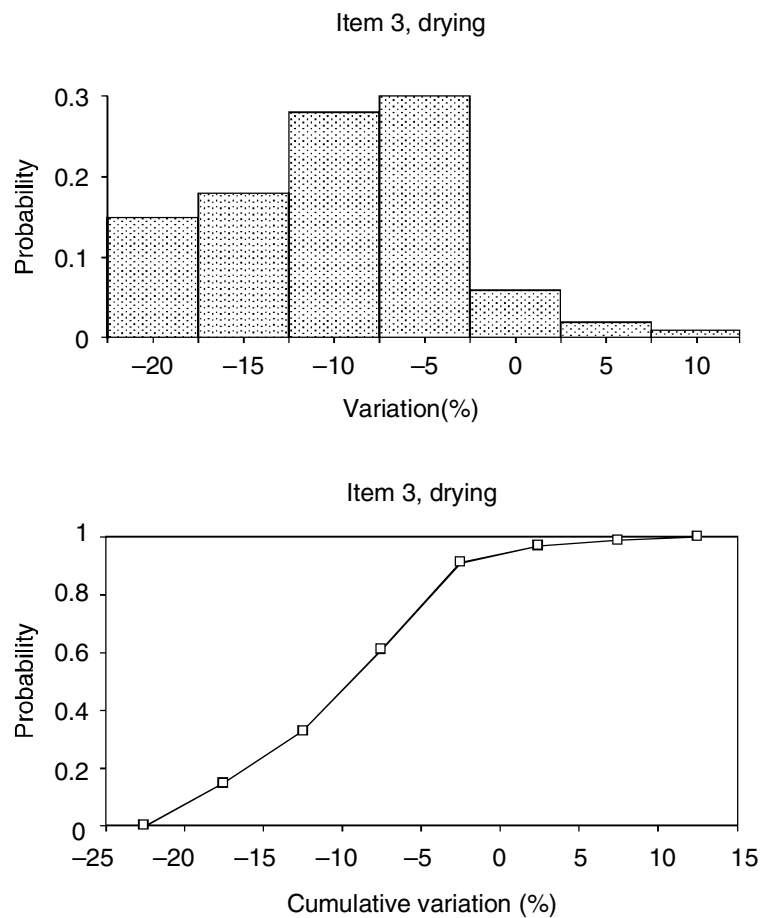 Item 3, drying
0.3
0.2
0.1
0
Probability
–20 –15 –10 –5 0 5 10
Variation(%)
Item 3, drying
1
0.8
0.6
0.4
0.2
0
Probability
–25 –20 –15 –10 –5 0 5 10 15
Cumulative variation (%)